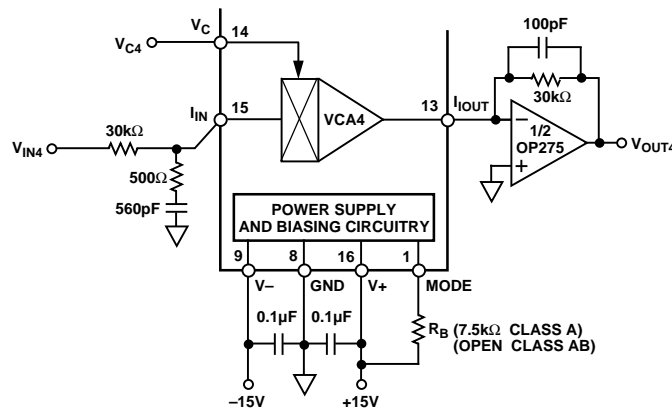 V_C
14
V_C4
I_IN
15
VCA4
13
I_IOUT
100pF
30kΩ
−
1/2
OP275
+
V_OUT4
V_IN4
30kΩ
500Ω
560pF
POWER SUPPLY
AND BIASING CIRCUITRY
9
8
16
1
V–
GND
V+
MODE
0.1µF
0.1µF
R_B (7.5kΩ CLASS A)
(OPEN CLASS AB)
–15V
+15V